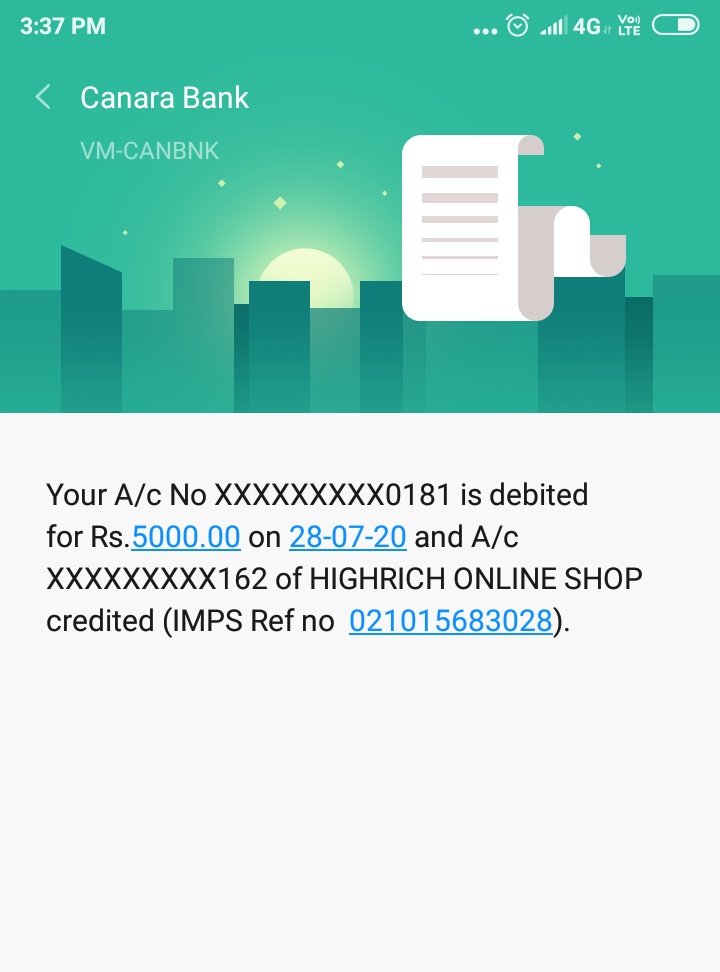 3:37 PM
4G
Vo
LTE
Canara Bank
VM-CANBNK
Your A/c No XXXXXXXXX0181 is debited
for Rs.5000.00 on 28-07-20 and A/c
XXXXXXXXX162 of HIGHRICH ONLINE SHOP
credited (IMPS Ref no 021015683028).